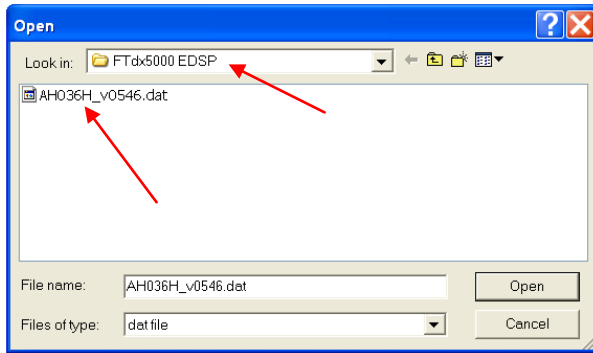 Open
Look in: FTdx5000 EDSP
AH036H_v0546.dat
File name: AH036H_v0546.dat Open
Files of type: dat file Cancel